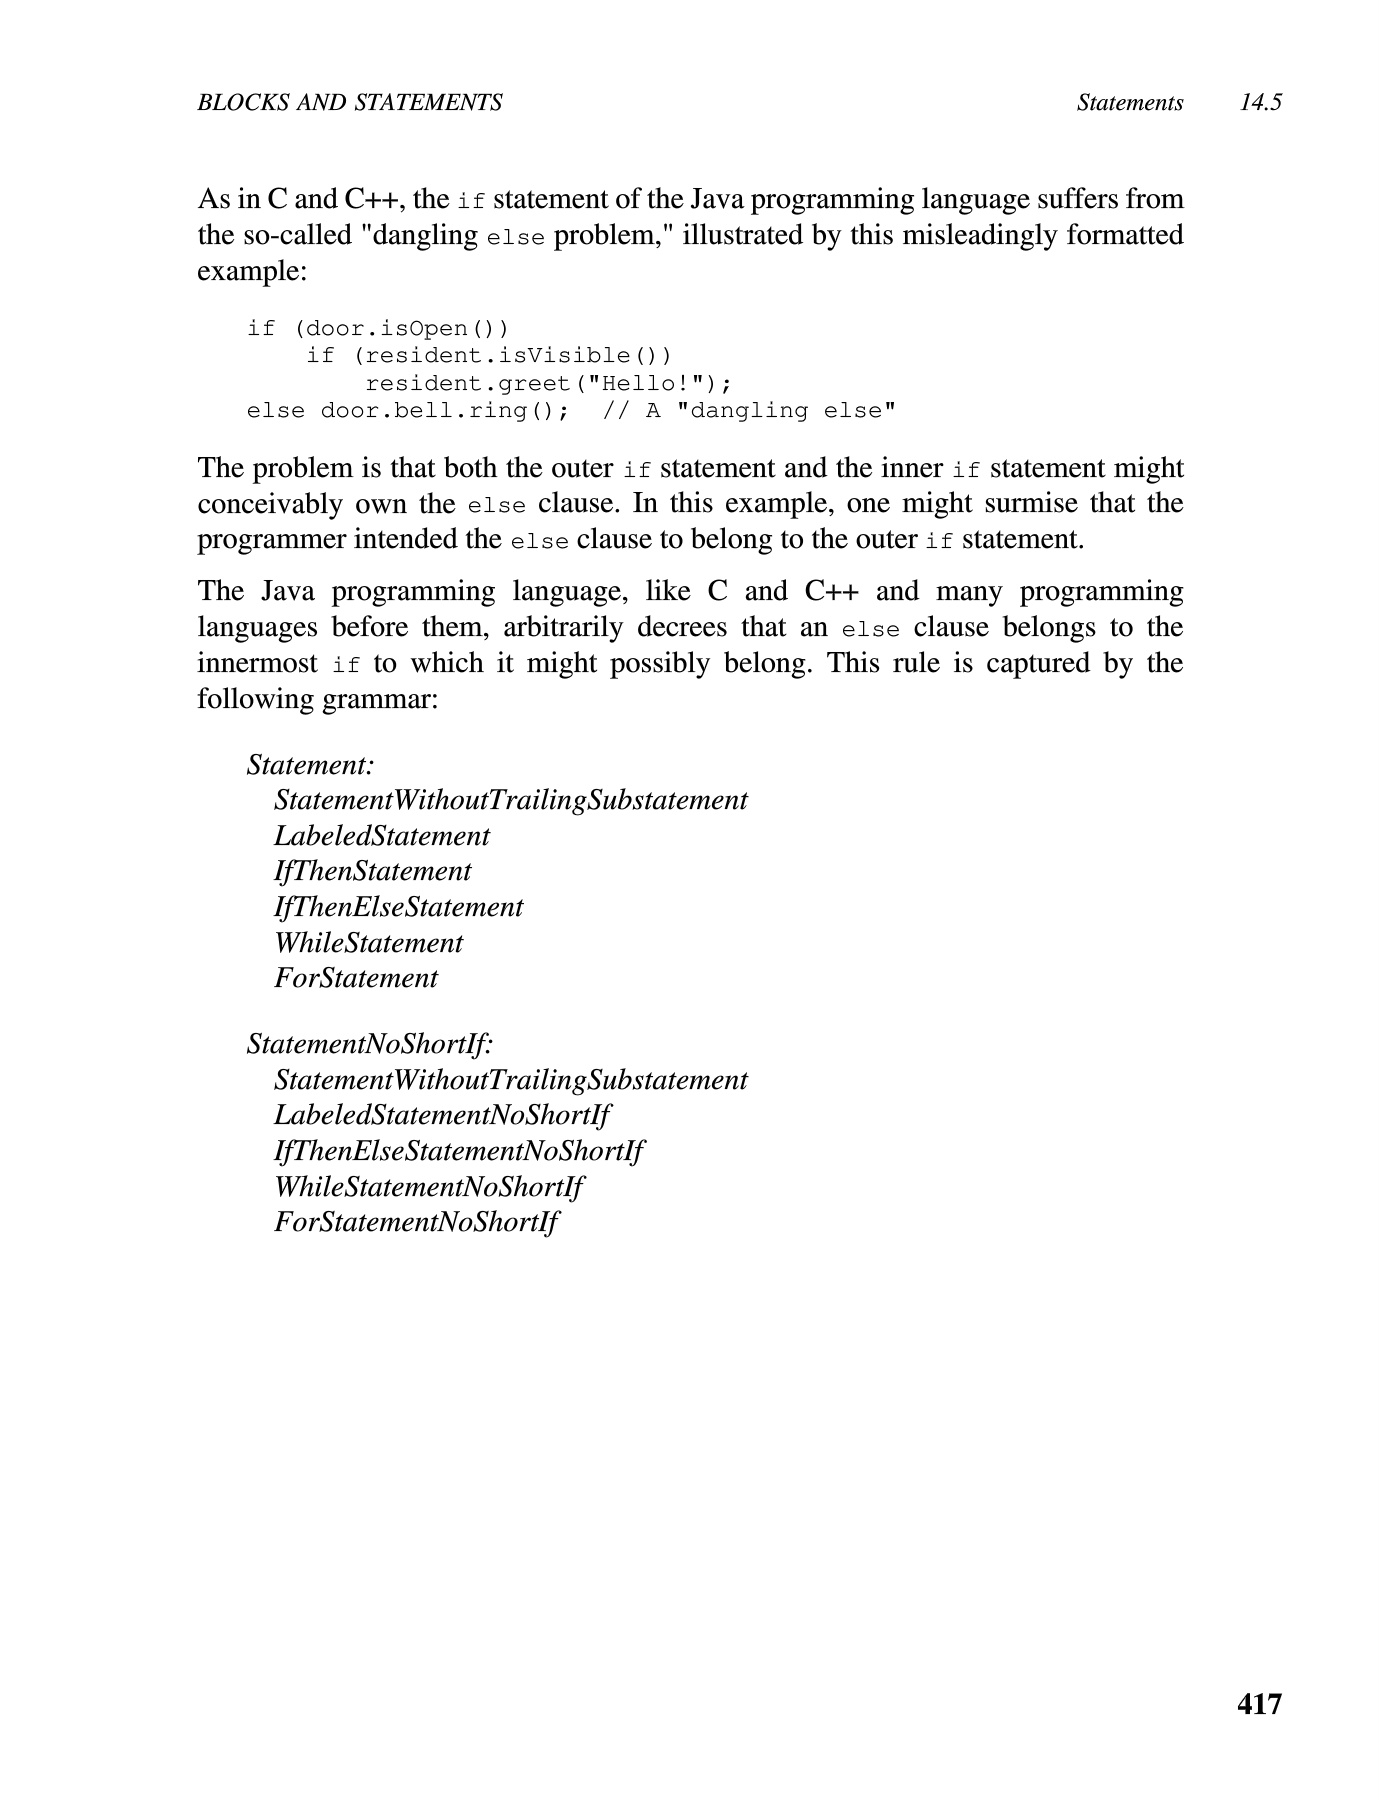 BLOCKS AND STATEMENTS Statements 14.5
As in C and C++, the if statement of the Java programming language suffers from
the so-called "dangling else problem," illustrated by this misleadingly formatted
example:
if (door.isOpen())
    if (resident.isVisible())
        resident.greet("Hello!");
else door.bell.ring();  // A "dangling else"
The problem is that both the outer if statement and the inner if statement might
conceivably own the else clause. In this example, one might surmise that the
programmer intended the else clause to belong to the outer if statement.
The Java programming language, like C and C++ and many programming
languages before them, arbitrarily decrees that an else clause belongs to the
innermost if to which it might possibly belong. This rule is captured by the
following grammar:
Statement:
StatementWithoutTrailingSubstatement
LabeledStatement
IfThenStatement
IfThenElseStatement
WhileStatement
ForStatement
StatementNoShortIf:
StatementWithoutTrailingSubstatement
LabeledStatementNoShortIf
IfThenElseStatementNoShortIf
WhileStatementNoShortIf
ForStatementNoShortIf
417